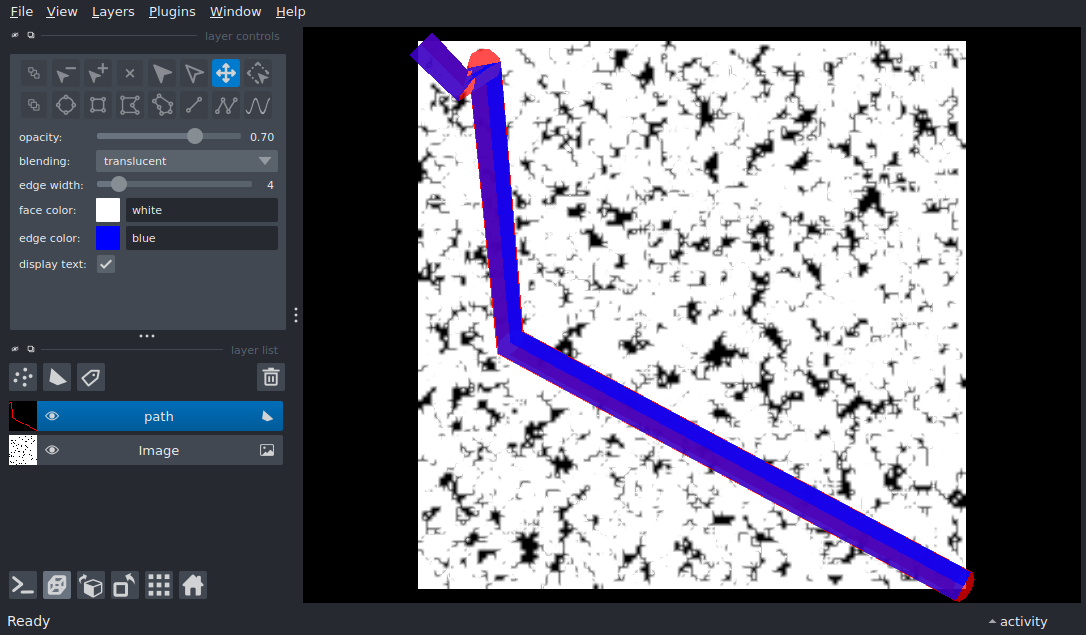 File View Layers Plugins Window Help
layer controls
opacity: 0.70
blending: translucent
edge width: 4
face color: white
edge color: blue
display text:
layer list
path
Image
Ready
activity